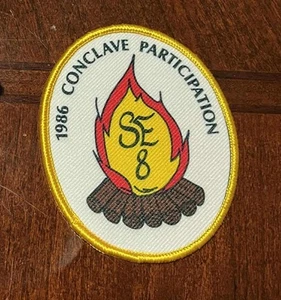 1986 CONCLAVE PARTICIPATION
SE
8